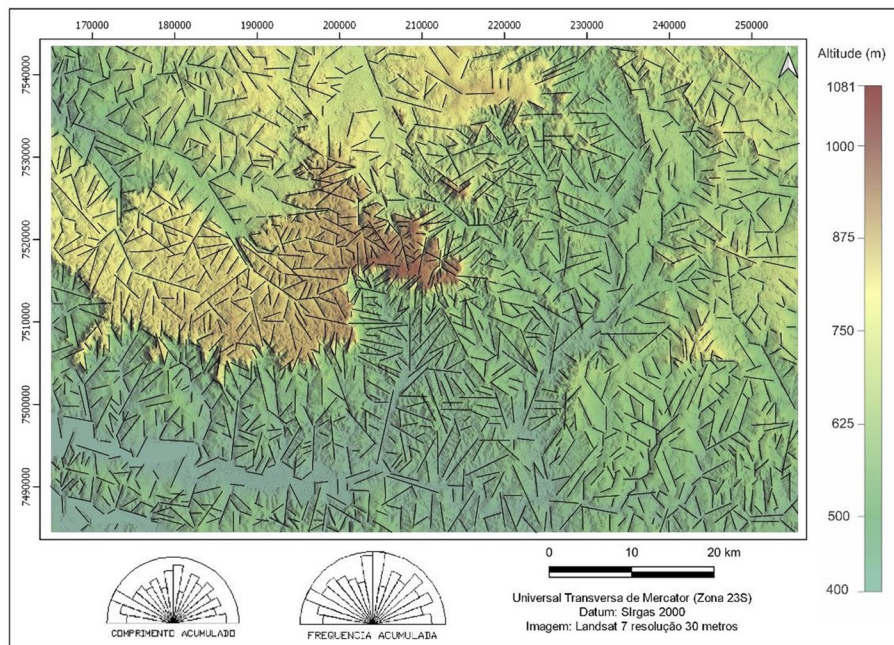 170000 180000 190000 200000 210000 220000 230000 240000 250000
Altitude (m)
7540000
7530000
7520000
7510000
7500000
7490000
1081
1000
875
750
625
500
400
0 10 20 km
Universal Transversa de Mercator (Zona 23S)
Datum: SIrgas 2000
Imagem: Landsat 7 resolução 30 metros
COMPRIMENTO ACUMULADO
FREQUENCIA ACUMULADA